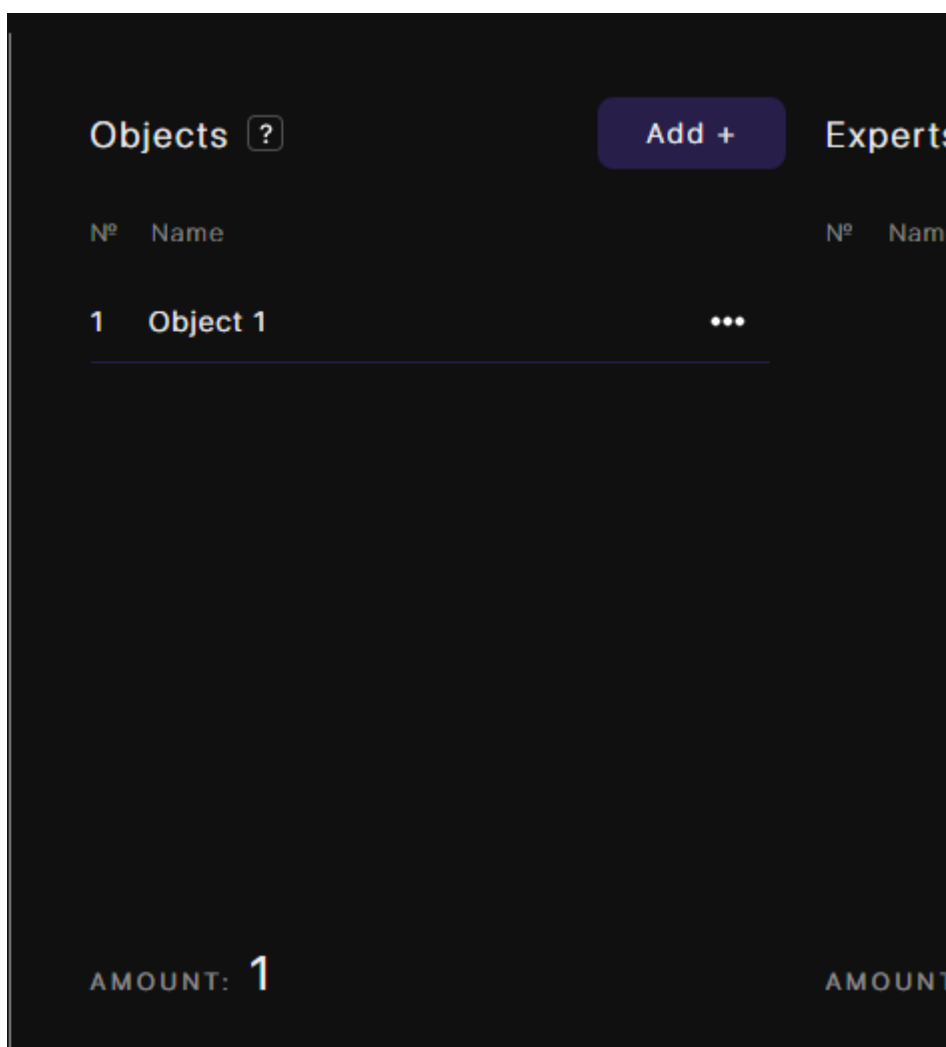 Objects ? Add +
№ Name
1 Object 1 •••
AMOUNT: 1
Experts
№ Nam
AMOUNT